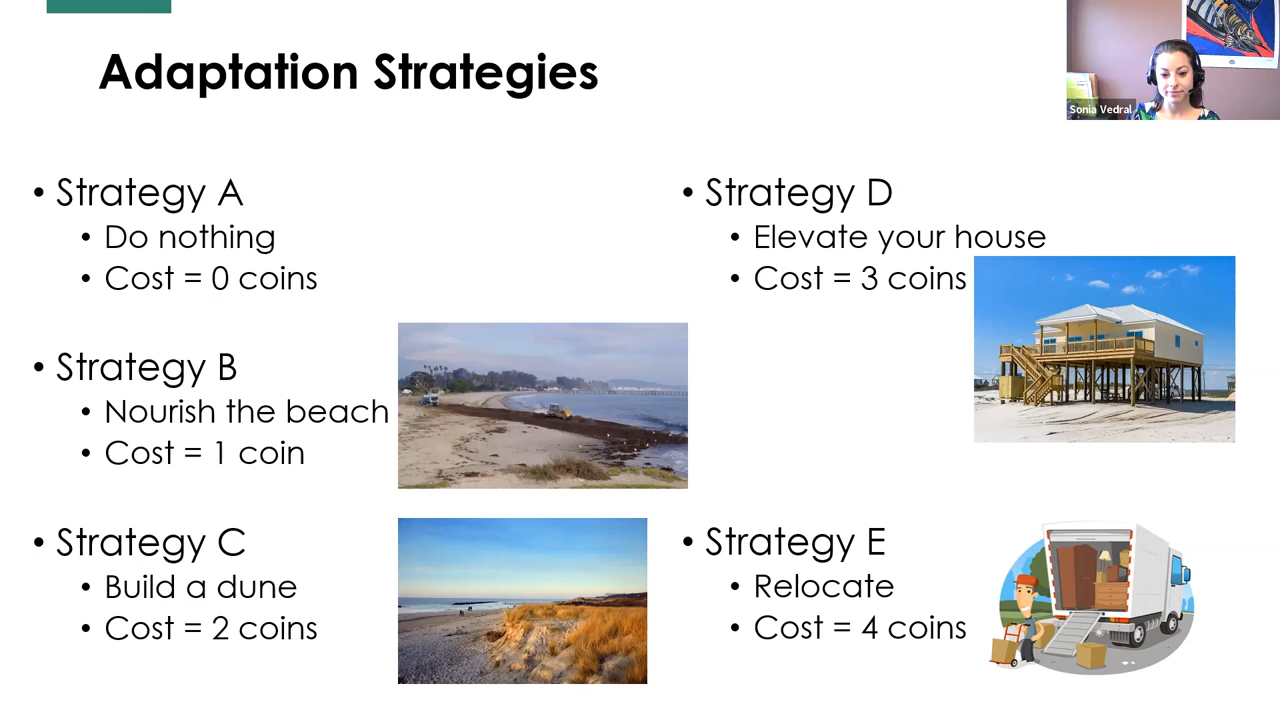 Adaptation Strategies
Sonia Vedral
• Strategy A
• Do nothing
• Cost = 0 coins
• Strategy B
• Nourish the beach
• Cost = 1 coin
• Strategy C
• Build a dune
• Cost = 2 coins
• Strategy D
• Elevate your house
• Cost = 3 coins
• Strategy E
• Relocate
• Cost = 4 coins